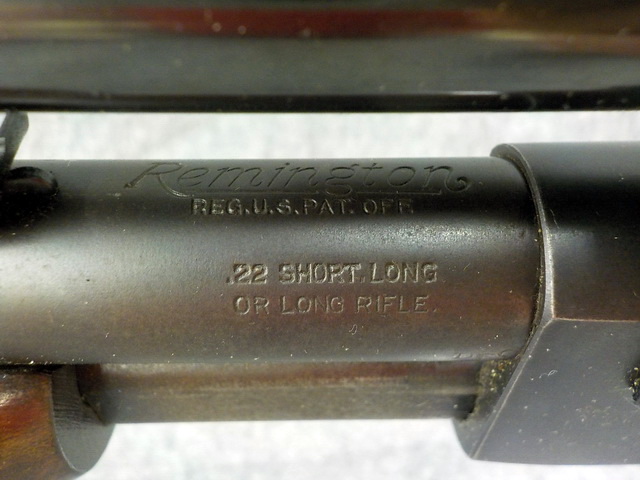 Remington
REG.U.S.PAT. OFF
.22 SHORT, LONG
OR LONG RIFLE.